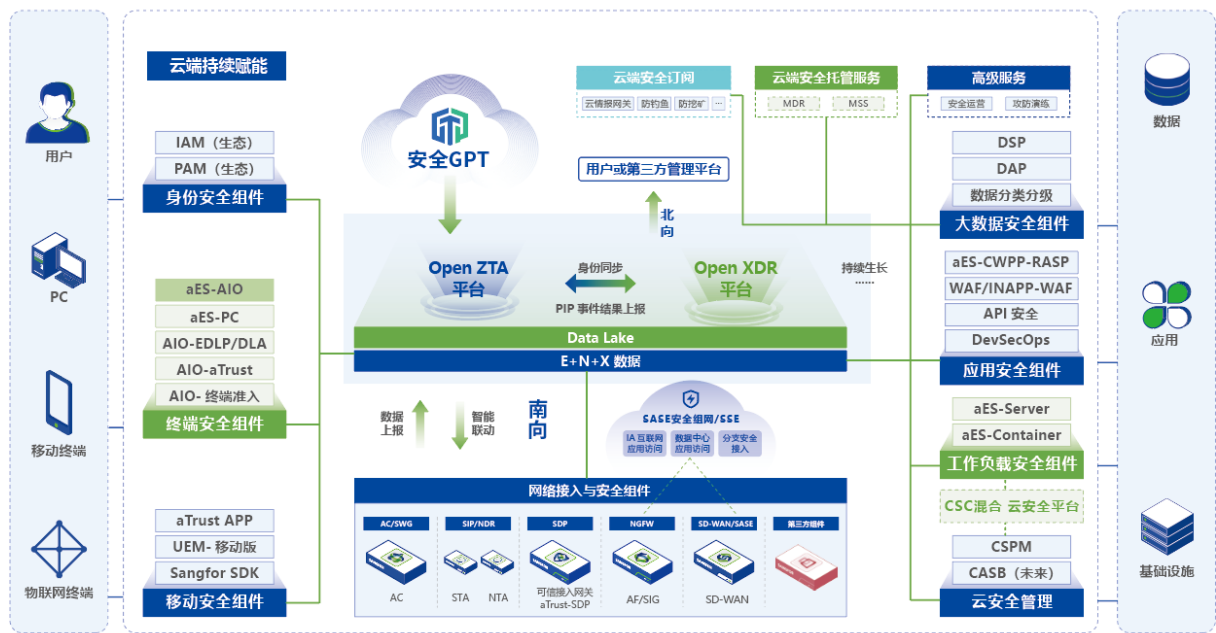 用户
PC
移动终端
物联网终端
云端持续赋能
IAM（生态）
PAM（生态）
身份安全组件
aES-AIO
aES-PC
AIO-EDLP/DLA
AIO-aTrust
AIO- 终端准入
终端安全组件
aTrust APP
UEM- 移动版
Sangfor SDK
移动安全组件
安全GPT
云端安全订阅
云情报网关 防钓鱼 防挖矿 ...
云端安全托管服务
MDR MSS
高级服务
安全运营 攻防演练
用户或第三方管理平台
北向
Open ZTA
平台
身份同步
PIP 事件结果上报
Open XDR
平台
持续生长
......
Data Lake
E+N+X 数据
数据
上报
智能
联动
南向
SASE安全组网/SSE
IA 互联网
应用访问
数据中心
应用访问
分支安全
接入
网络接入与安全组件
AC/SWG SIP/NDR SDP NGFW SD-WAN/SASE 第三方组件
AC
STA NTA
可信接入网关
aTrust-SDP
AF/SIG
SD-WAN
DSP
DAP
数据分类分级
大数据安全组件
aES-CWPP-RASP
WAF/INAPP-WAF
API 安全
DevSecOps
应用安全组件
aES-Server
aES-Container
工作负载安全组件
CSC混合 云安全平台
CSPM
CASB（未来）
云安全管理
数据
应用
基础设施